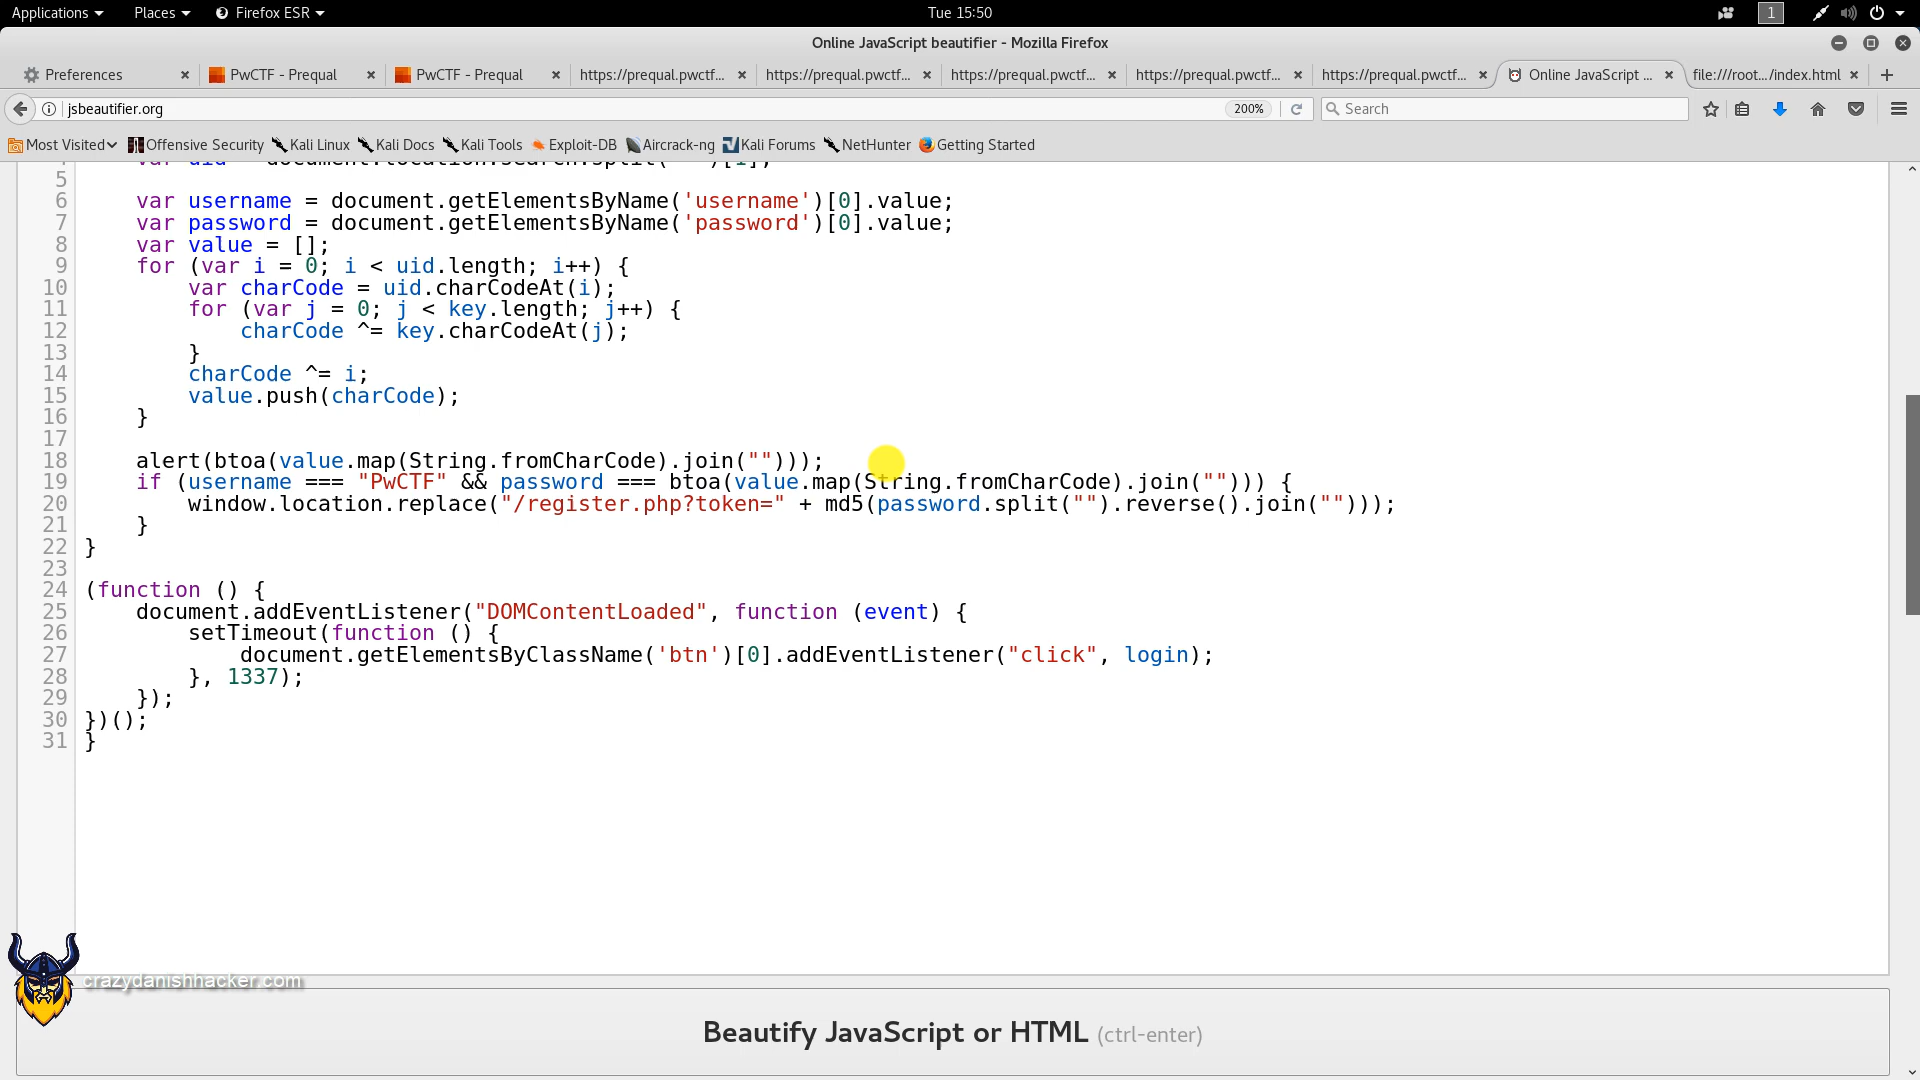 Applications
Places
Firefox ESR
Tue 15:50
1
Online JavaScript beautifier - Mozilla Firefox
Preferences
PwCTF - Prequal
PwCTF - Prequal
https://prequal.pwctf...
https://prequal.pwctf...
https://prequal.pwctf...
https://prequal.pwctf...
https://prequal.pwctf...
Online JavaScript ...
file:///root.../index.html
jsbeautifier.org
200%
Search
Most Visited
Offensive Security
Kali Linux
Kali Docs
Kali Tools
Exploit-DB
Aircrack-ng
Kali Forums
NetHunter
Getting Started
5
6 var username = document.getElementsByName('username')[0].value;
7 var password = document.getElementsByName('password')[0].value;
8 var value = [];
9 for (var i = 0; i < uid.length; i++) {
10 var charCode = uid.charCodeAt(i);
11 for (var j = 0; j < key.length; j++) {
12 charCode ^= key.charCodeAt(j);
13 }
14 charCode ^= i;
15 value.push(charCode);
16 }
17
18 alert(btoa(value.map(String.fromCharCode).join("")));
19 if (username === "PwCTF" && password === btoa(value.map(String.fromCharCode).join(""))) {
20 window.location.replace("/register.php?token=" + md5(password.split("").reverse().join("")));
21 }
22 }
23
24 (function () {
25 document.addEventListener("DOMContentLoaded", function (event) {
26 setTimeout(function () {
27 document.getElementsByClassName('btn')[0].addEventListener("click", login);
28 }, 1337);
29 });
30 })();
31 }
crazydanishhacker.com
Beautify JavaScript or HTML (ctrl-enter)